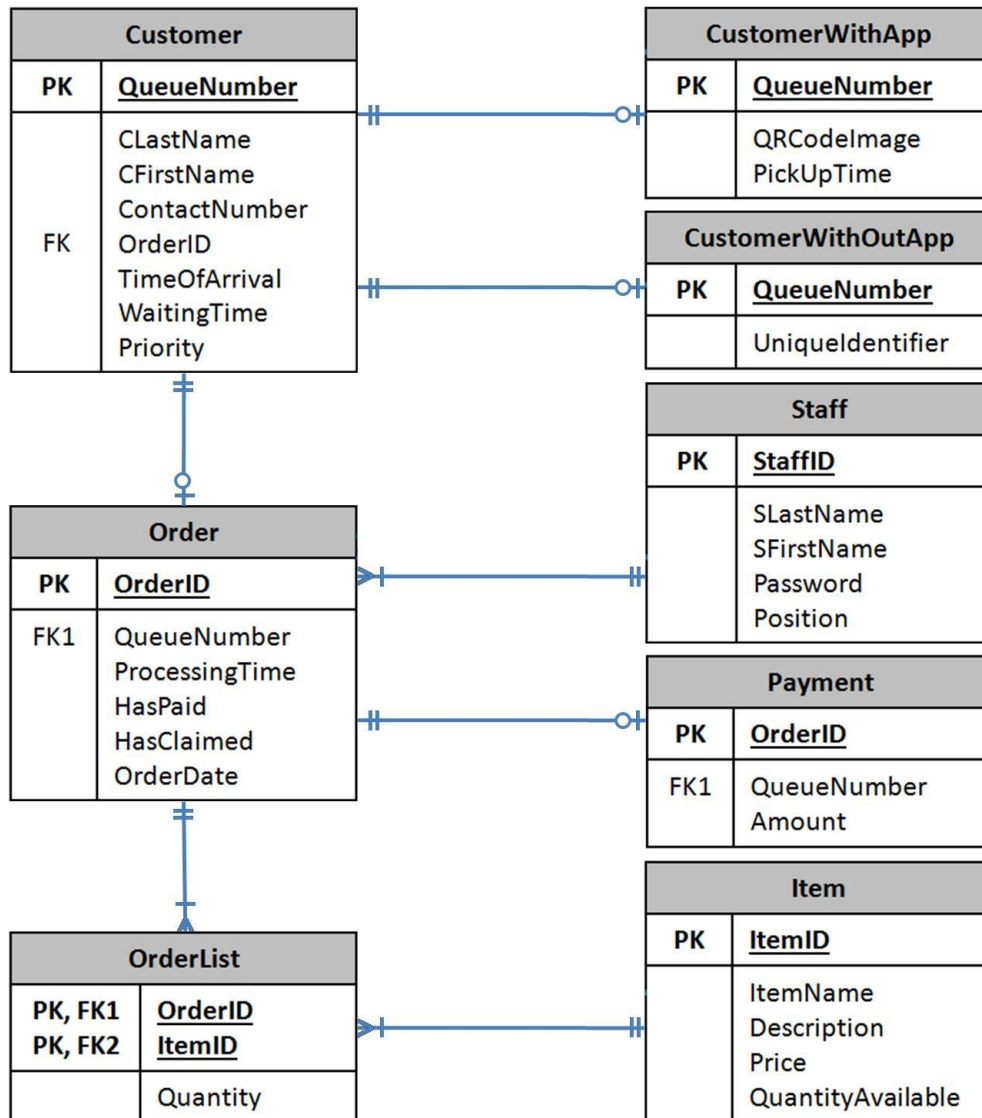 Customer
PK QueueNumber
CLastName
CFirstName
ContactNumber
FK OrderID
TimeOfArrival
WaitingTime
Priority
CustomerWithApp
PK QueueNumber
QRCodeImage
PickUpTime
CustomerWithOutApp
PK QueueNumber
UniqueIdentifier
Staff
PK StaffID
SLastName
SFirstName
Password
Position
Order
PK OrderID
FK1 QueueNumber
ProcessingTime
HasPaid
HasClaimed
OrderDate
Payment
PK OrderID
FK1 QueueNumber
Amount
OrderList
PK, FK1 OrderID
PK, FK2 ItemID
Quantity
Item
PK ItemID
ItemName
Description
Price
QuantityAvailable